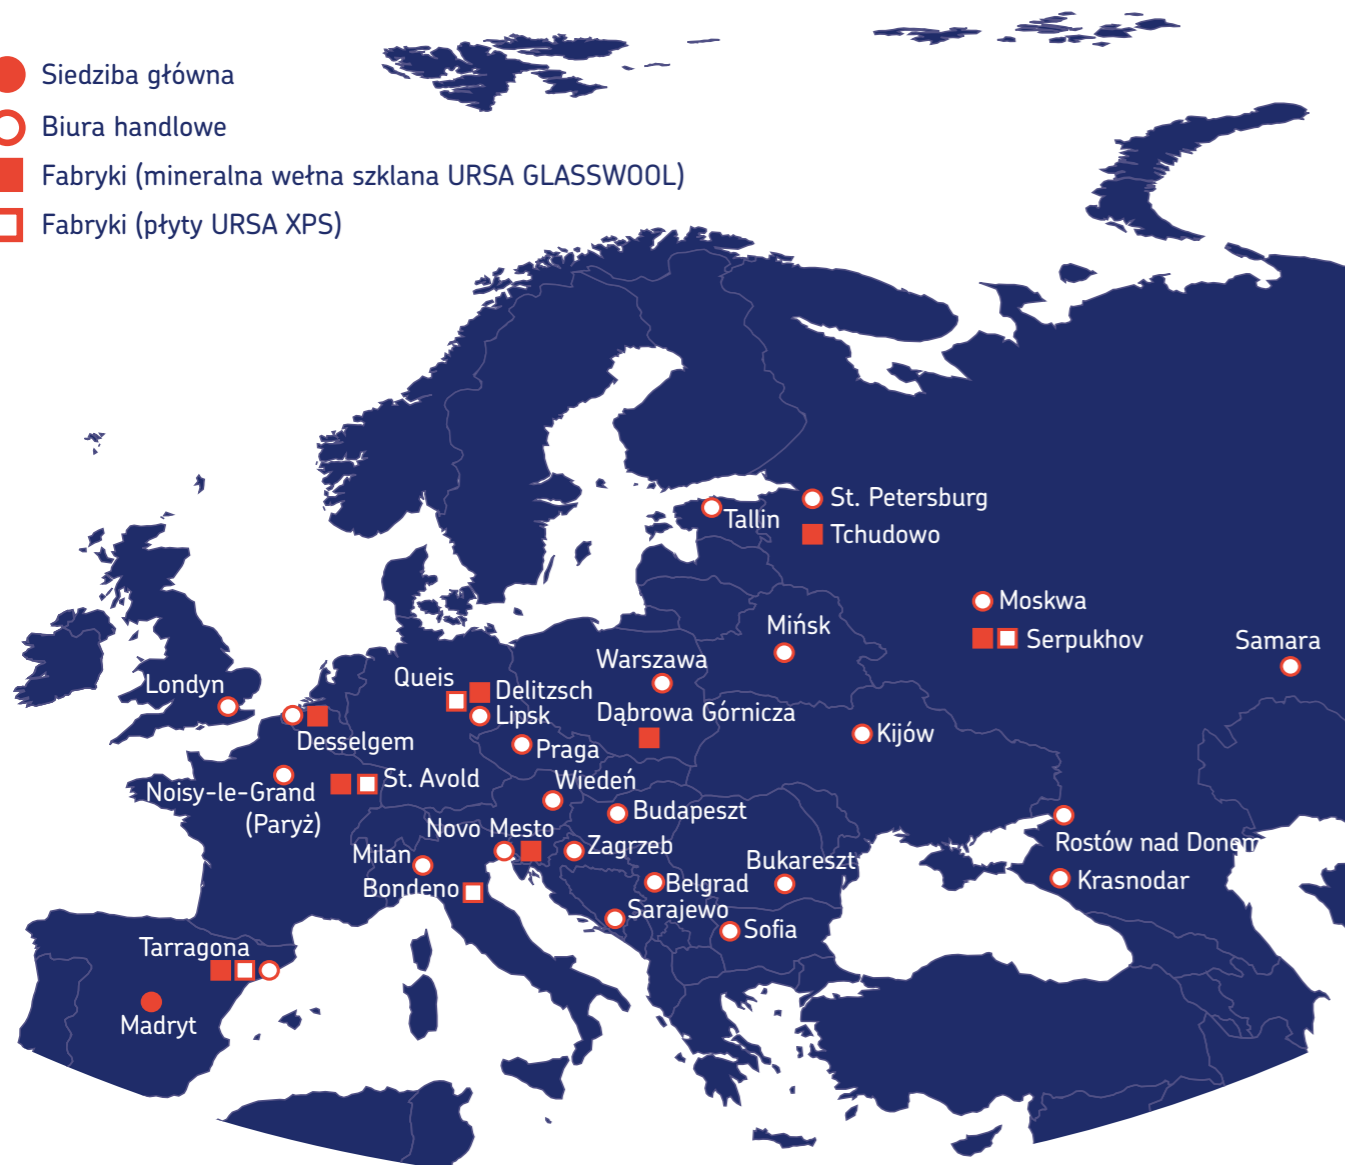 Siedziba główna
Biura handlowe
Fabryki (mineralna wełna szklana URSA GLASSWOOL)
Fabryki (płyty URSA XPS)
St. Petersburg
Tallin
Tchudowo
Moskwa
Mińsk
Serpukhov
Samara
Warszawa
Queis
Londyn
Delitzsch
Dąbrowa Górnicza
Lipsk
Kijów
Desselgem
Praga
St. Avold
Wiedeń
Noisy-le-Grand
(Paryż)
Budapeszt
Novo Mesto
Rostów nad Donem
Zagrzeb
Milan
Bukareszt
Krasnodar
Belgrad
Bondeno
Sarajewo
Sofia
Tarragona
Madryt